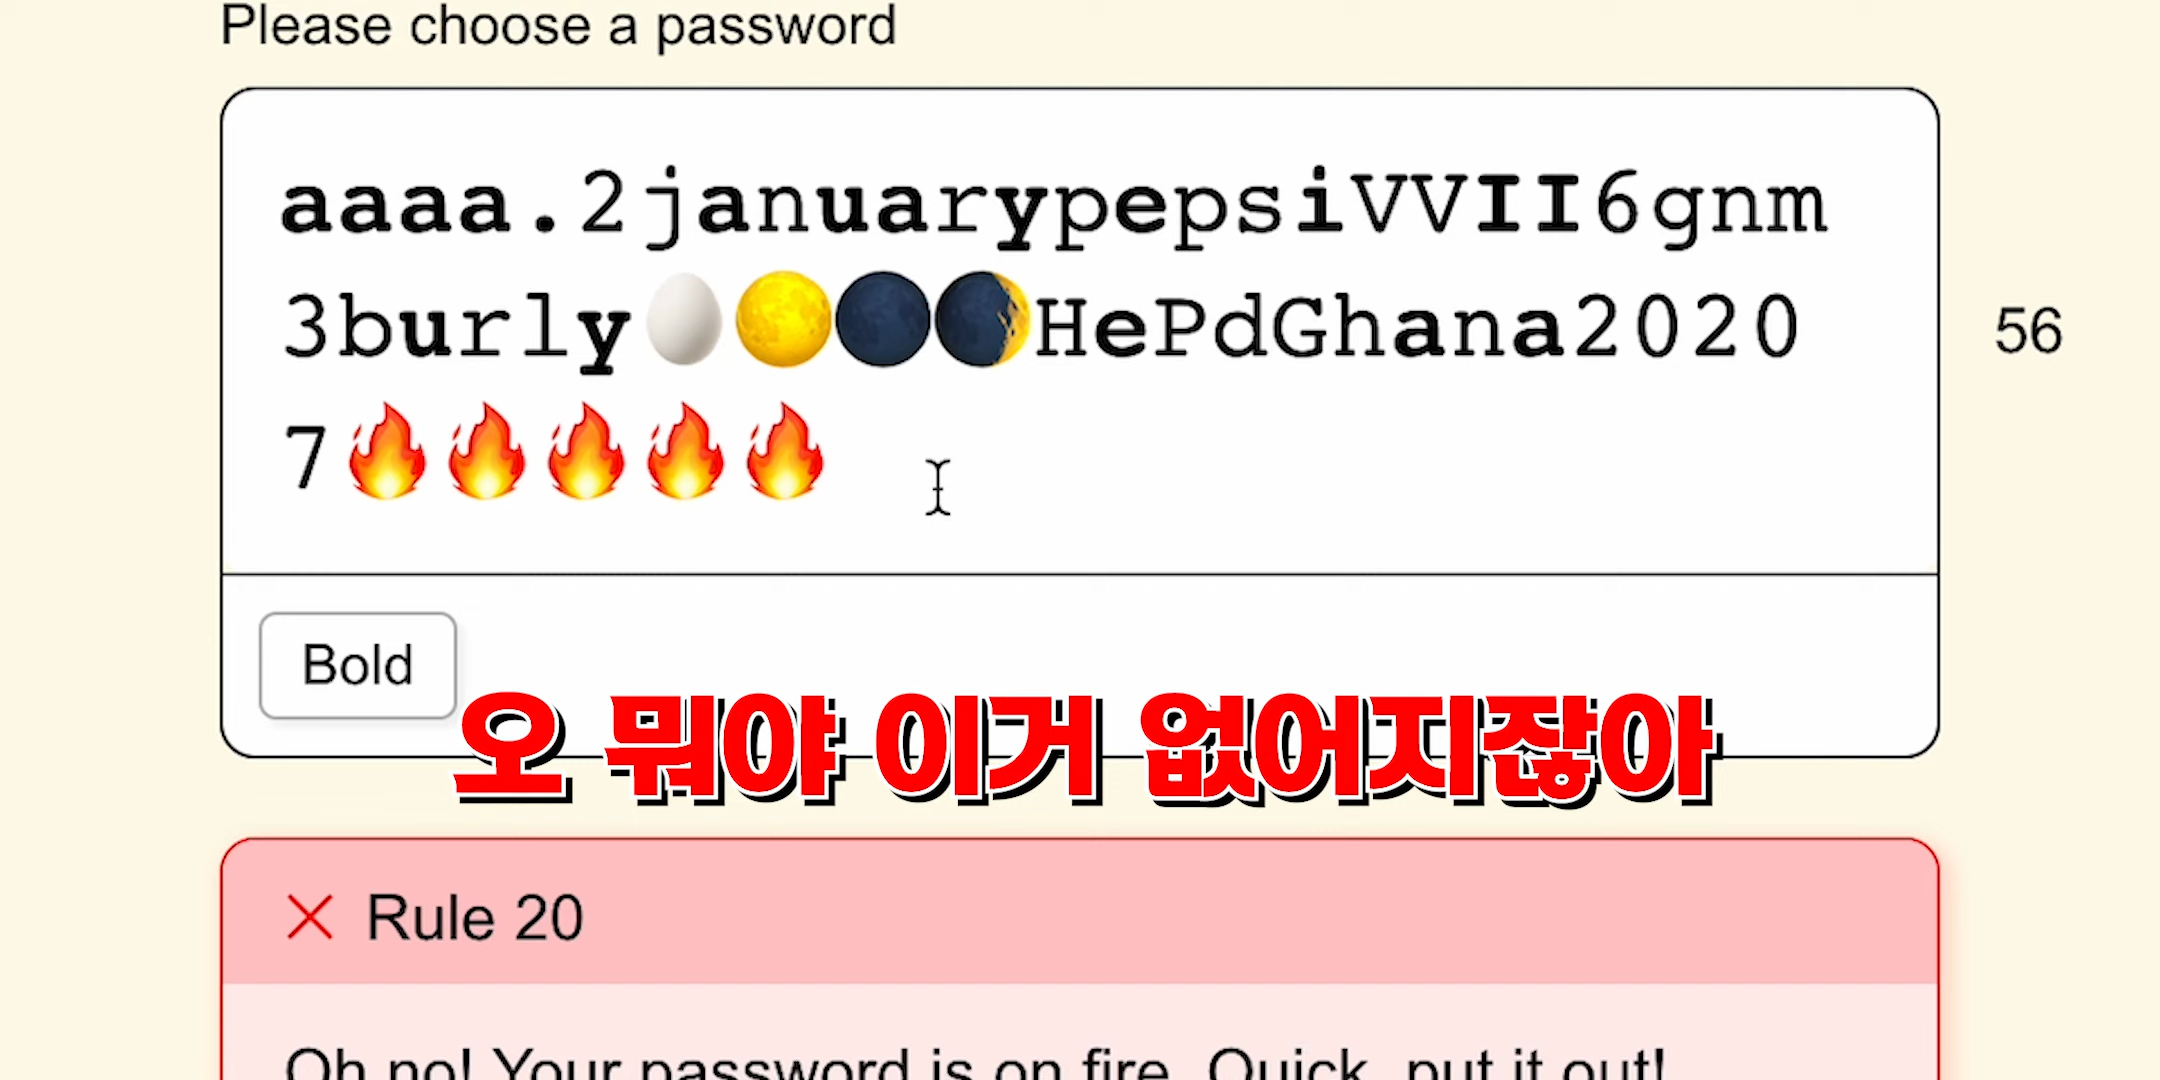 Please choose a password
aaaa.2januarypepsiVVII6gnm
3burly🥚🌕🌑🌒HePdGhana2020
56
7🔥🔥🔥🔥🔥
Bold
오 뭐야 이거 없어지잖아
Rule 20
Oh no! Your password is on fire. Quick, put it out!